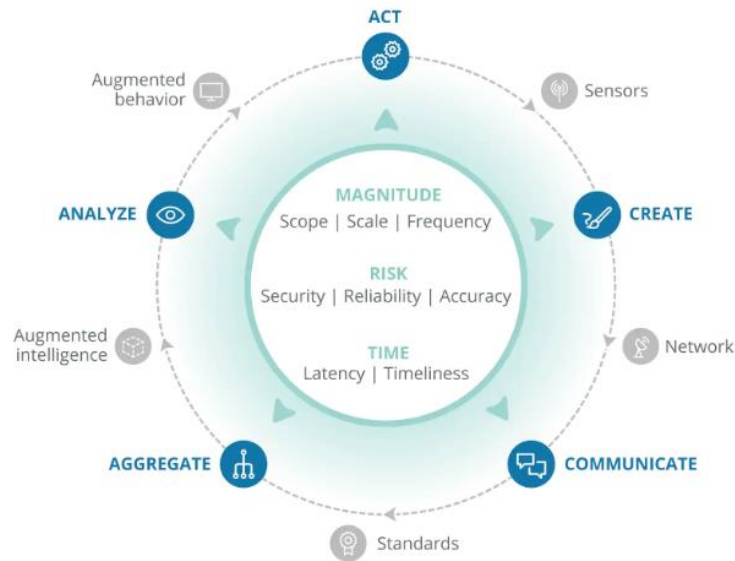 ACT
Augmented
behavior
Sensors
MAGNITUDE
Scope | Scale | Frequency
ANALYZE
CREATE
RISK
Security | Reliability | Accuracy
Augmented
intelligence
Network
TIME
Latency | Timeliness
AGGREGATE
COMMUNICATE
Standards